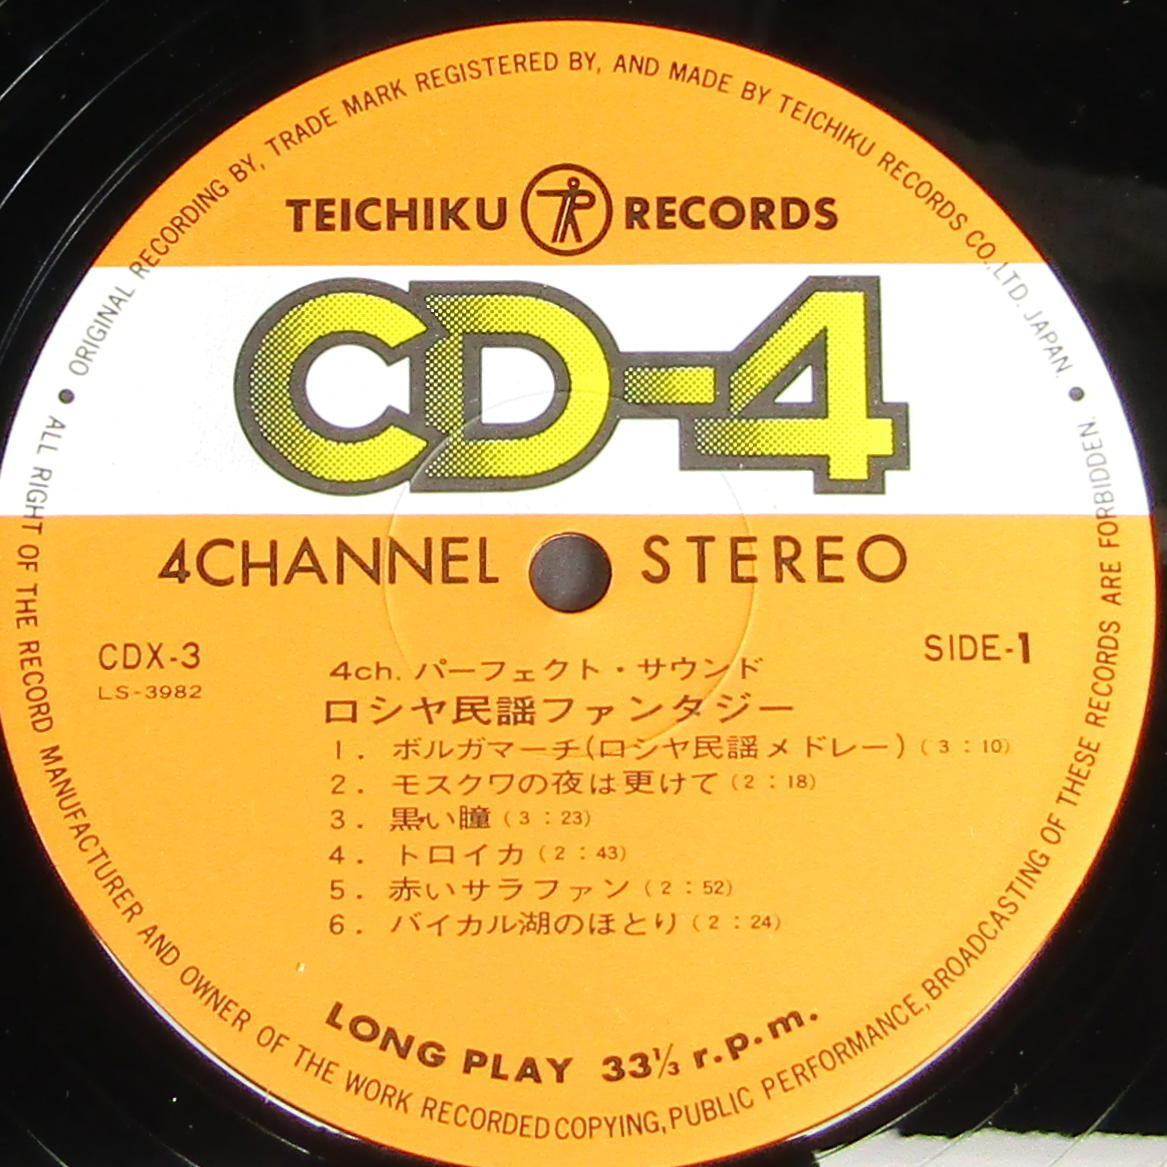 • ORIGINAL RECORDING BY, TRADE MARK REGISTERED BY, AND MADE BY TEICHIKU RECORDS CO., LTD. JAPAN. •
TEICHIKU RECORDS
CD-4
4CHANNEL STEREO
CDX-3
LS-3982
SIDE-1
4ch. パーフェクト・サウンド
ロシヤ民謡ファンタジー
1. ボルガマーチ(ロシヤ民謡メドレー) (3:10)
2. モスクワの夜は更けて (2:18)
3. 黒い瞳 (3:23)
4. トロイカ (2:43)
5. 赤いサラファン (2:52)
6. バイカル湖のほとり (2:24)
LONG PLAY 33⅓ r.p.m.
ALL RIGHT OF THE RECORD MANUFACTURER AND OWNER OF THE WORK RECORDED COPYING, PUBLIC PERFORMANCE, BROADCASTING OF THESE RECORDS ARE FORBIDDEN.